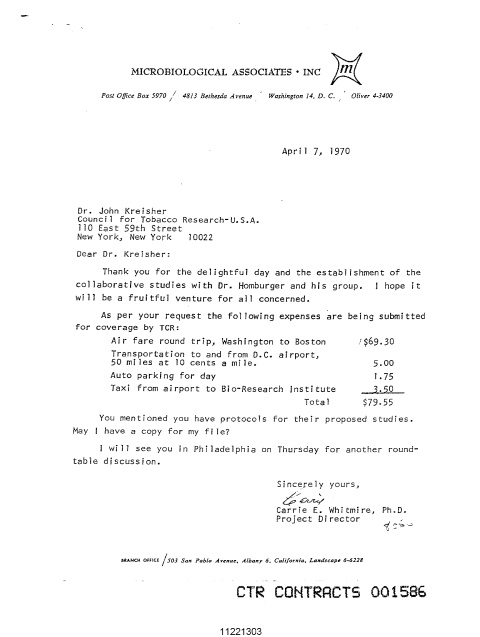 MICROBIOLOGICAL ASSOCIATES • INC m
Post Office Box 5970 / 4813 Bethesda Avenue Washington 14, D. C. Oliver 4-3400
April 7, 1970
Dr. John Kreisher
Council for Tobacco Research-U.S.A.
110 East 59th Street
New York, New York 10022
Dear Dr. Kreisher:
Thank you for the delightful day and the establishment of the
collaborative studies with Dr. Homburger and his group. I hope it
will be a fruitful venture for all concerned.
As per your request the following expenses are being submitted
for coverage by TCR:
Air fare round trip, Washington to Boston $69.30
Transportation to and from D.C. airport,
50 miles at 10 cents a mile. 5.00
Auto parking for day 1.75
Taxi from airport to Bio-Research Institute 3.50
Total $79.55
You mentioned you have protocols for their proposed studies.
May I have a copy for my file?
I will see you in Philadelphia on Thursday for another round-
table discussion.
Sincerely yours,
Carrie
Carrie E. Whitmire, Ph.D.
Project Director
BRANCH OFFICE / 503 San Pablo Avenue, Albany 6, California, Landscape 6-6228
CTR CONTRACTS 001586
11221303